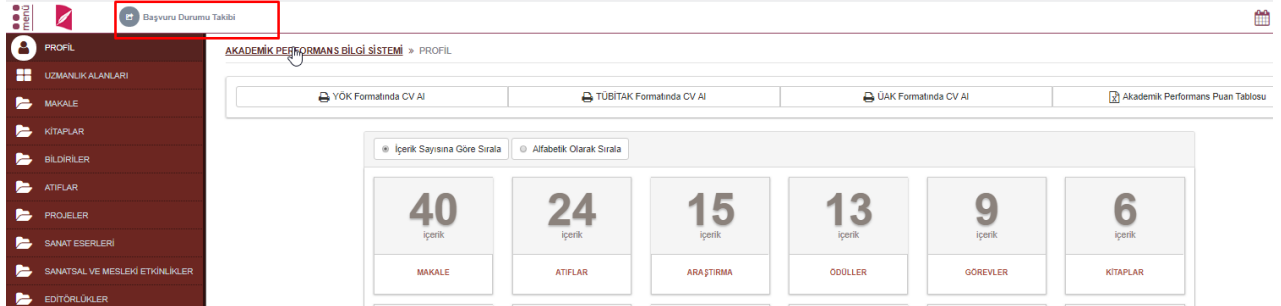 menü
Başvuru Durumu Takibi
PROFİL
UZMANLIK ALANLARI
MAKALE
KİTAPLAR
BİLDİRİLER
ATIFLAR
PROJELER
SANAT ESERLERİ
SANATSAL VE MESLEKİ ETKİNLİKLER
EDİTÖRLÜKLER
AKADEMİK PERFORMANS BİLGİ SİSTEMİ » PROFİL
YÖK Formatında CV Al
TÜBİTAK Formatında CV Al
ÜAK Formatında CV Al
Akademik Performans Puan Tablosu
İçerik Sayısına Göre Sırala
Alfabetik Olarak Sırala
40
içerik
MAKALE
24
içerik
ATIFLAR
15
içerik
ARAŞTIRMA
13
içerik
ÖDÜLLER
9
içerik
GÖREVLER
6
içerik
KİTAPLAR